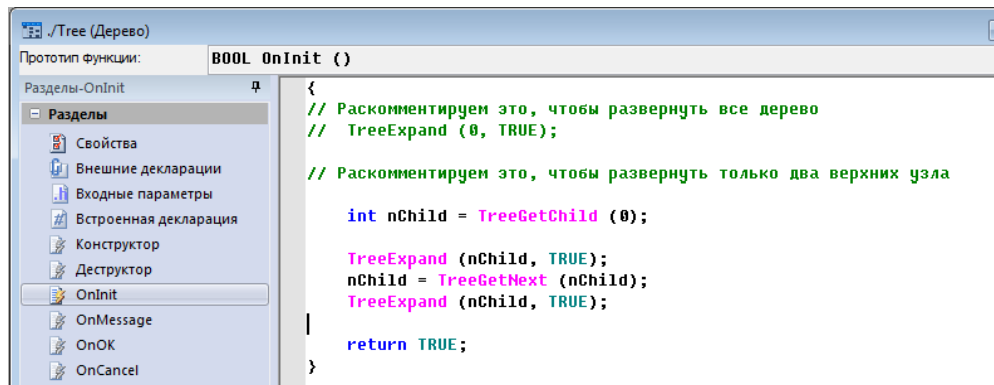 ./Tree (Дерево)
Прототип функции: BOOL OnInit ()
Разделы-OnInit
Разделы
Свойства
Внешние декларации
Входные параметры
Встроенная декларация
Конструктор
Деструктор
OnInit
OnMessage
OnOK
OnCancel
{
// Раскомментируем это, чтобы развернуть все дерево
// TreeExpand (0, TRUE);
// Раскомментируем это, чтобы развернуть только два верхних узла
int nChild = TreeGetChild (0);
TreeExpand (nChild, TRUE);
nChild = TreeGetNext (nChild);
TreeExpand (nChild, TRUE);
return TRUE;
}